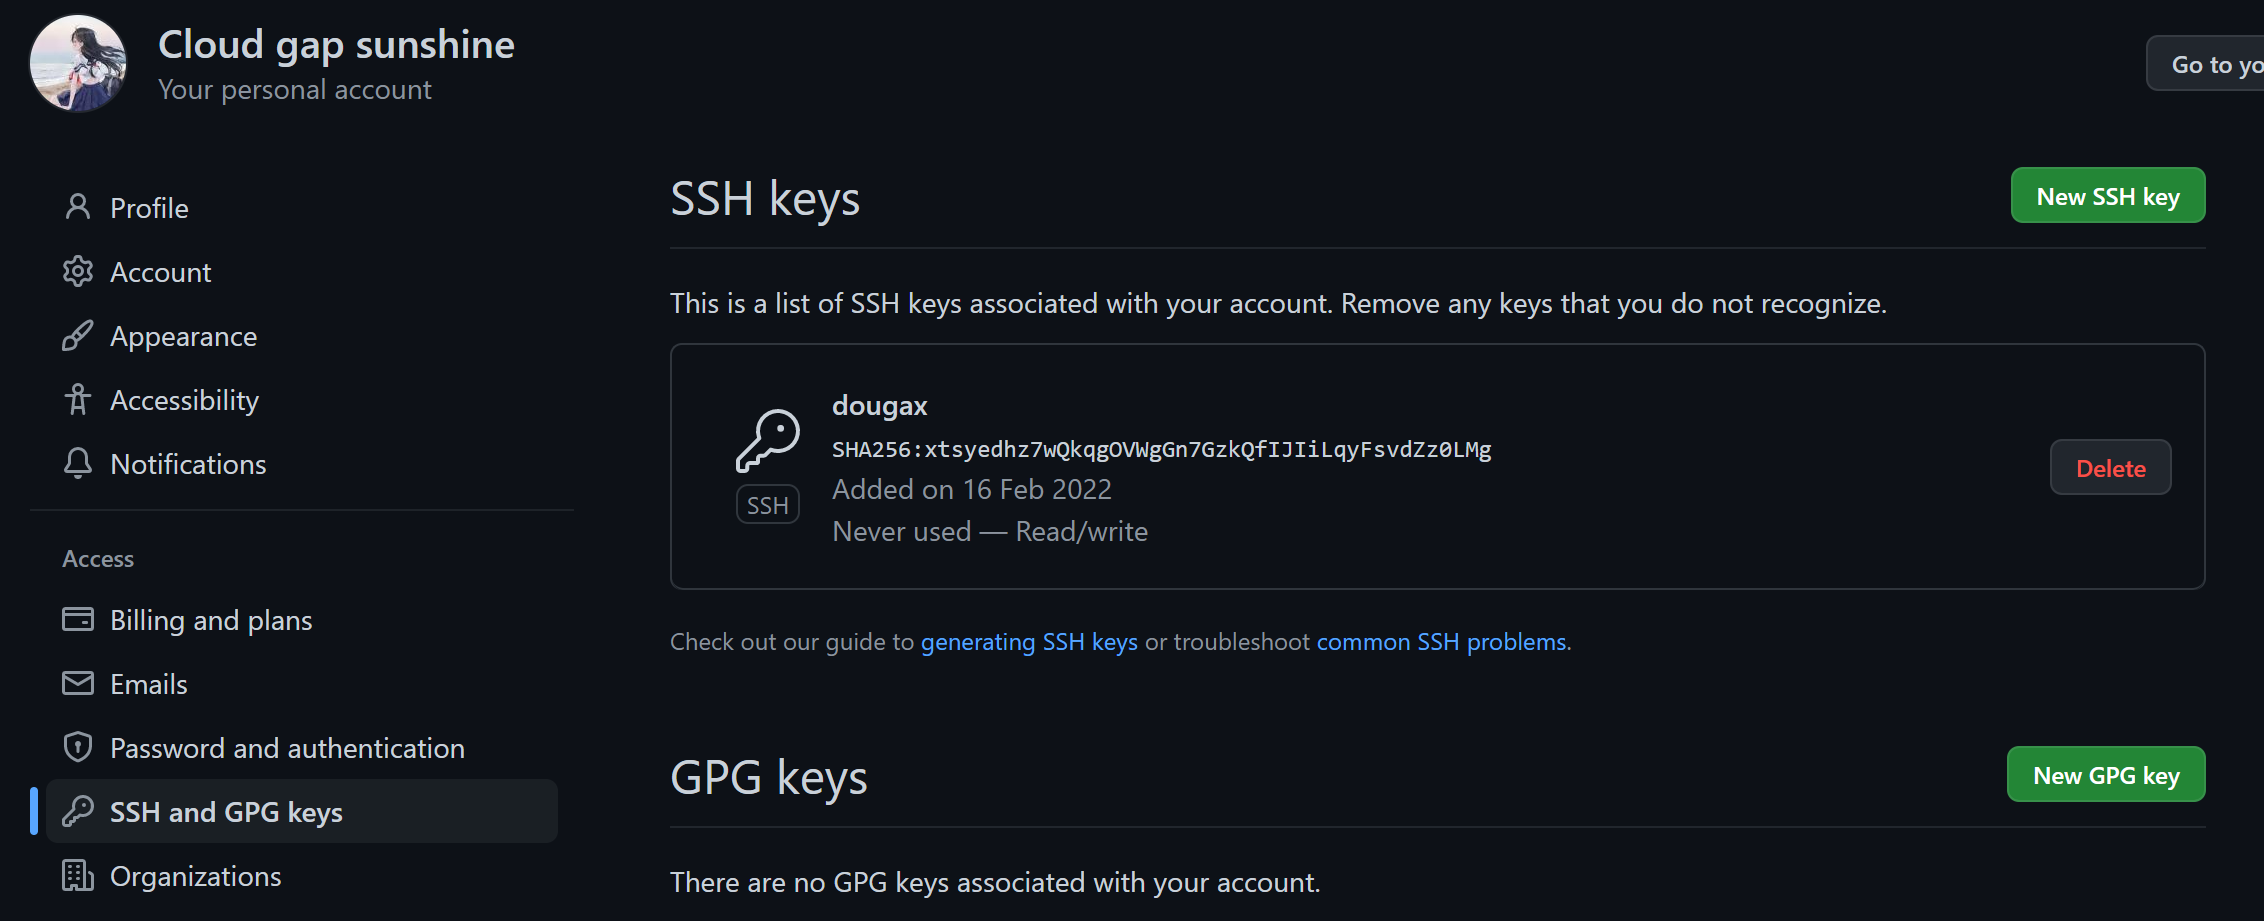 Cloud gap sunshine
Your personal account
Go to yo
Profile
Account
Appearance
Accessibility
Notifications
Access
Billing and plans
Emails
Password and authentication
SSH and GPG keys
Organizations
SSH keys
New SSH key
This is a list of SSH keys associated with your account. Remove any keys that you do not recognize.
dougax
SHA256:xtsyedhz7wQkqgOVWgGn7GzkQfIJIiLqyFsvdZz0LMg
Added on 16 Feb 2022
Never used — Read/write
SSH
Delete
Check out our guide to generating SSH keys or troubleshoot common SSH problems.
GPG keys
New GPG key
There are no GPG keys associated with your account.